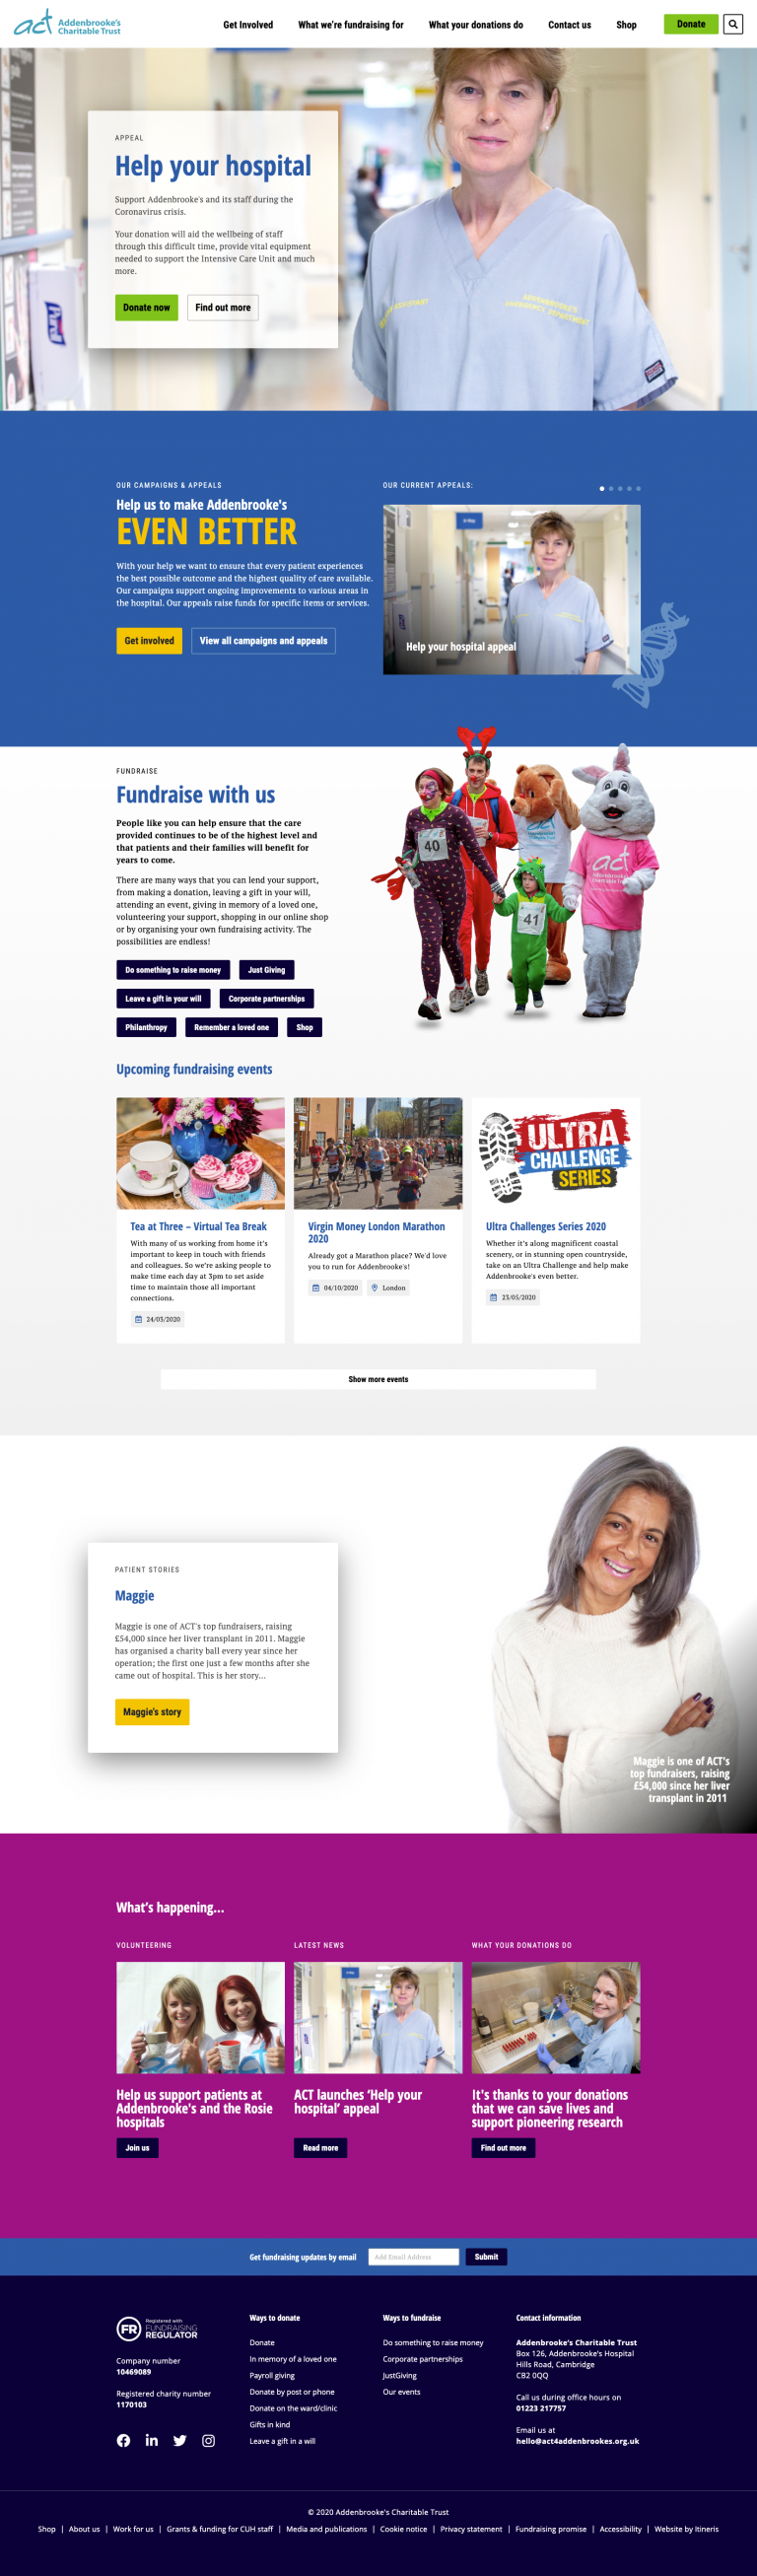 act Addenbrooke's
Charitable Trust
Get Involved
What we're fundraising for
What your donations do
Contact us
Shop
Donate
APPEAL
Help your hospital
Support Addenbrooke's and its staff during the
Coronavirus crisis.
Your donation will aid the wellbeing of staff
through this difficult time, provide vital equipment
needed to support the Intensive Care Unit and much
more.
Donate now
Find out more
ASSISTANT
ADDENBROOKE'S
EMERGENCY DEPARTMENT
OUR CAMPAIGNS & APPEALS
Help us to make Addenbrooke's
EVEN BETTER
With your help we want to ensure that every patient experiences
the best possible outcome and the highest quality of care available.
Our campaigns support ongoing improvements to various areas in
the hospital. Our appeals raise funds for specific items or services.
Get involved
View all campaigns and appeals
OUR CURRENT APPEALS:
Help your hospital appeal
FUNDRAISE
Fundraise with us
People like you can help ensure that the care
provided continues to be of the highest level and
that patients and their families will benefit for
years to come.
There are many ways that you can lend your support,
from making a donation, leaving a gift in your will,
attending an event, giving in memory of a loved one,
volunteering your support, shopping in our online shop
or by organising your own fundraising activity. The
possibilities are endless!
Do something to raise money
Just Giving
Leave a gift in your will
Corporate partnerships
Philanthropy
Remember a loved one
Shop
40
41
act
Addenbrooke's
Charitable Trust
Upcoming fundraising events
Tea at Three – Virtual Tea Break
With many of us working from home it's
important to keep in touch with friends
and colleagues. So we're asking people to
make time each day at 3pm to set aside
time to maintain those all important
connections.
24/03/2020
Virgin Money London Marathon
2020
Already got a Marathon place? We'd love
you to run for Addenbrooke's!
04/10/2020
London
ULTRA
CHALLENGE
SERIES
Ultra Challenges Series 2020
Whether it's along magnificent coastal
scenery, or in stunning open countryside,
take on an Ultra Challenge and help make
Addenbrooke's even better.
23/05/2020
Show more events
PATIENT STORIES
Maggie
Maggie is one of ACT's top fundraisers, raising
£54,000 since her liver transplant in 2011. Maggie
has organised a charity ball every year since her
operation; the first one just a few months after she
came out of hospital. This is her story...
Maggie's story
Maggie is one of ACT's
top fundraisers, raising
£54,000 since her liver
transplant in 2011
What's happening...
VOLUNTEERING
Help us support patients at
Addenbrooke's and the Rosie
hospitals
Join us
LATEST NEWS
ACT launches 'Help your
hospital' appeal
Read more
WHAT YOUR DONATIONS DO
It's thanks to your donations
that we can save lives and
support pioneering research
Find out more
Get fundraising updates by email
Add Email Address
Submit
FR Registered with
FUNDRAISING
REGULATOR
Company number
10469089
Registered charity number
1170103
Ways to donate
Donate
In memory of a loved one
Payroll giving
Donate by post or phone
Donate on the ward/clinic
Gifts in kind
Leave a gift in a will
Ways to fundraise
Do something to raise money
Corporate partnerships
JustGiving
Our events
Contact information
Addenbrooke's Charitable Trust
Box 126, Addenbrooke's Hospital
Hills Road, Cambridge
CB2 0QQ
Call us during office hours on
01223 217757
Email us at
hello@act4addenbrookes.org.uk
© 2020 Addenbrooke's Charitable Trust
Shop | About us | Work for us | Grants & funding for CUH staff | Media and publications | Cookie notice | Privacy statement | Fundraising promise | Accessibility | Website by Itineris